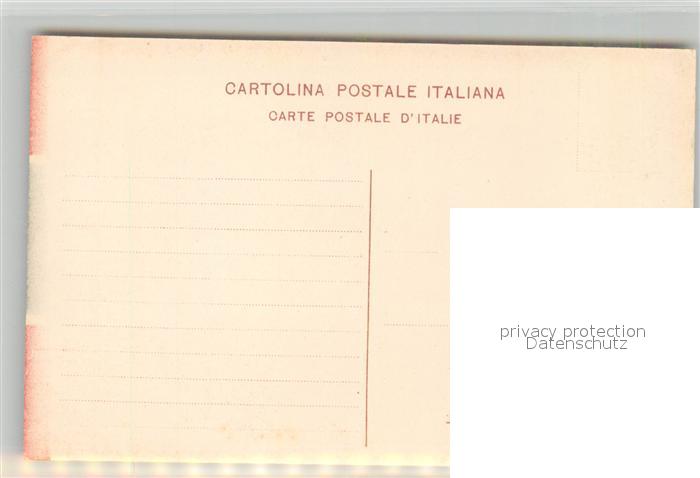 CARTOLINA POSTALE ITALIANA
CARTE POSTALE D'ITALIE
privacy protection
Datenschutz